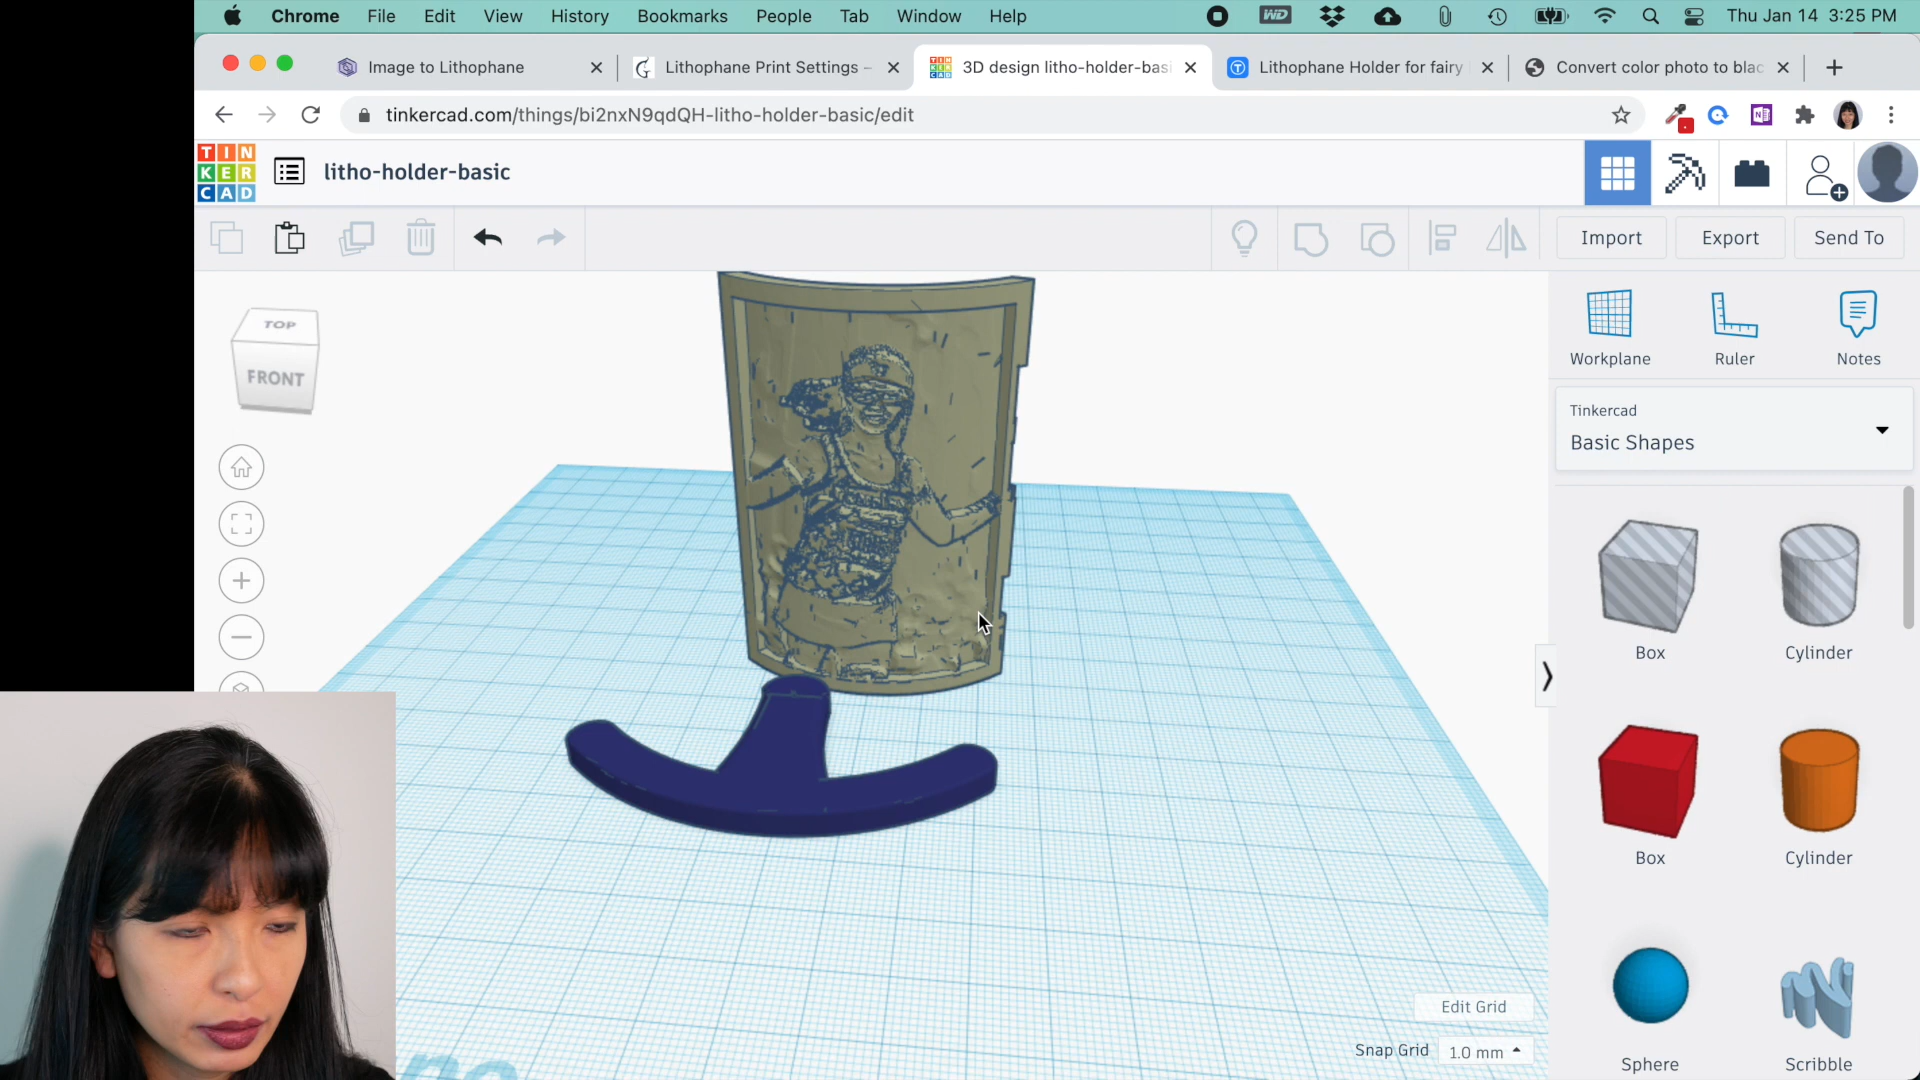 Chrome File Edit View History Bookmarks People Tab Window Help
WD
Thu Jan 14 3:25 PM
Image to Lithophane
Lithophane Print Settings –
3D design litho-holder-basi
Lithophane Holder for fairy
Convert color photo to blac
tinkercad.com/things/bi2nxN9qdQH-litho-holder-basic/edit
TIN
KER
CAD
litho-holder-basic
Import
Export
Send To
TOP
FRONT
Workplane
Ruler
Notes
Tinkercad
Basic Shapes
Box
Cylinder
Box
Cylinder
Sphere
Scribble
Edit Grid
Snap Grid 1.0 mm